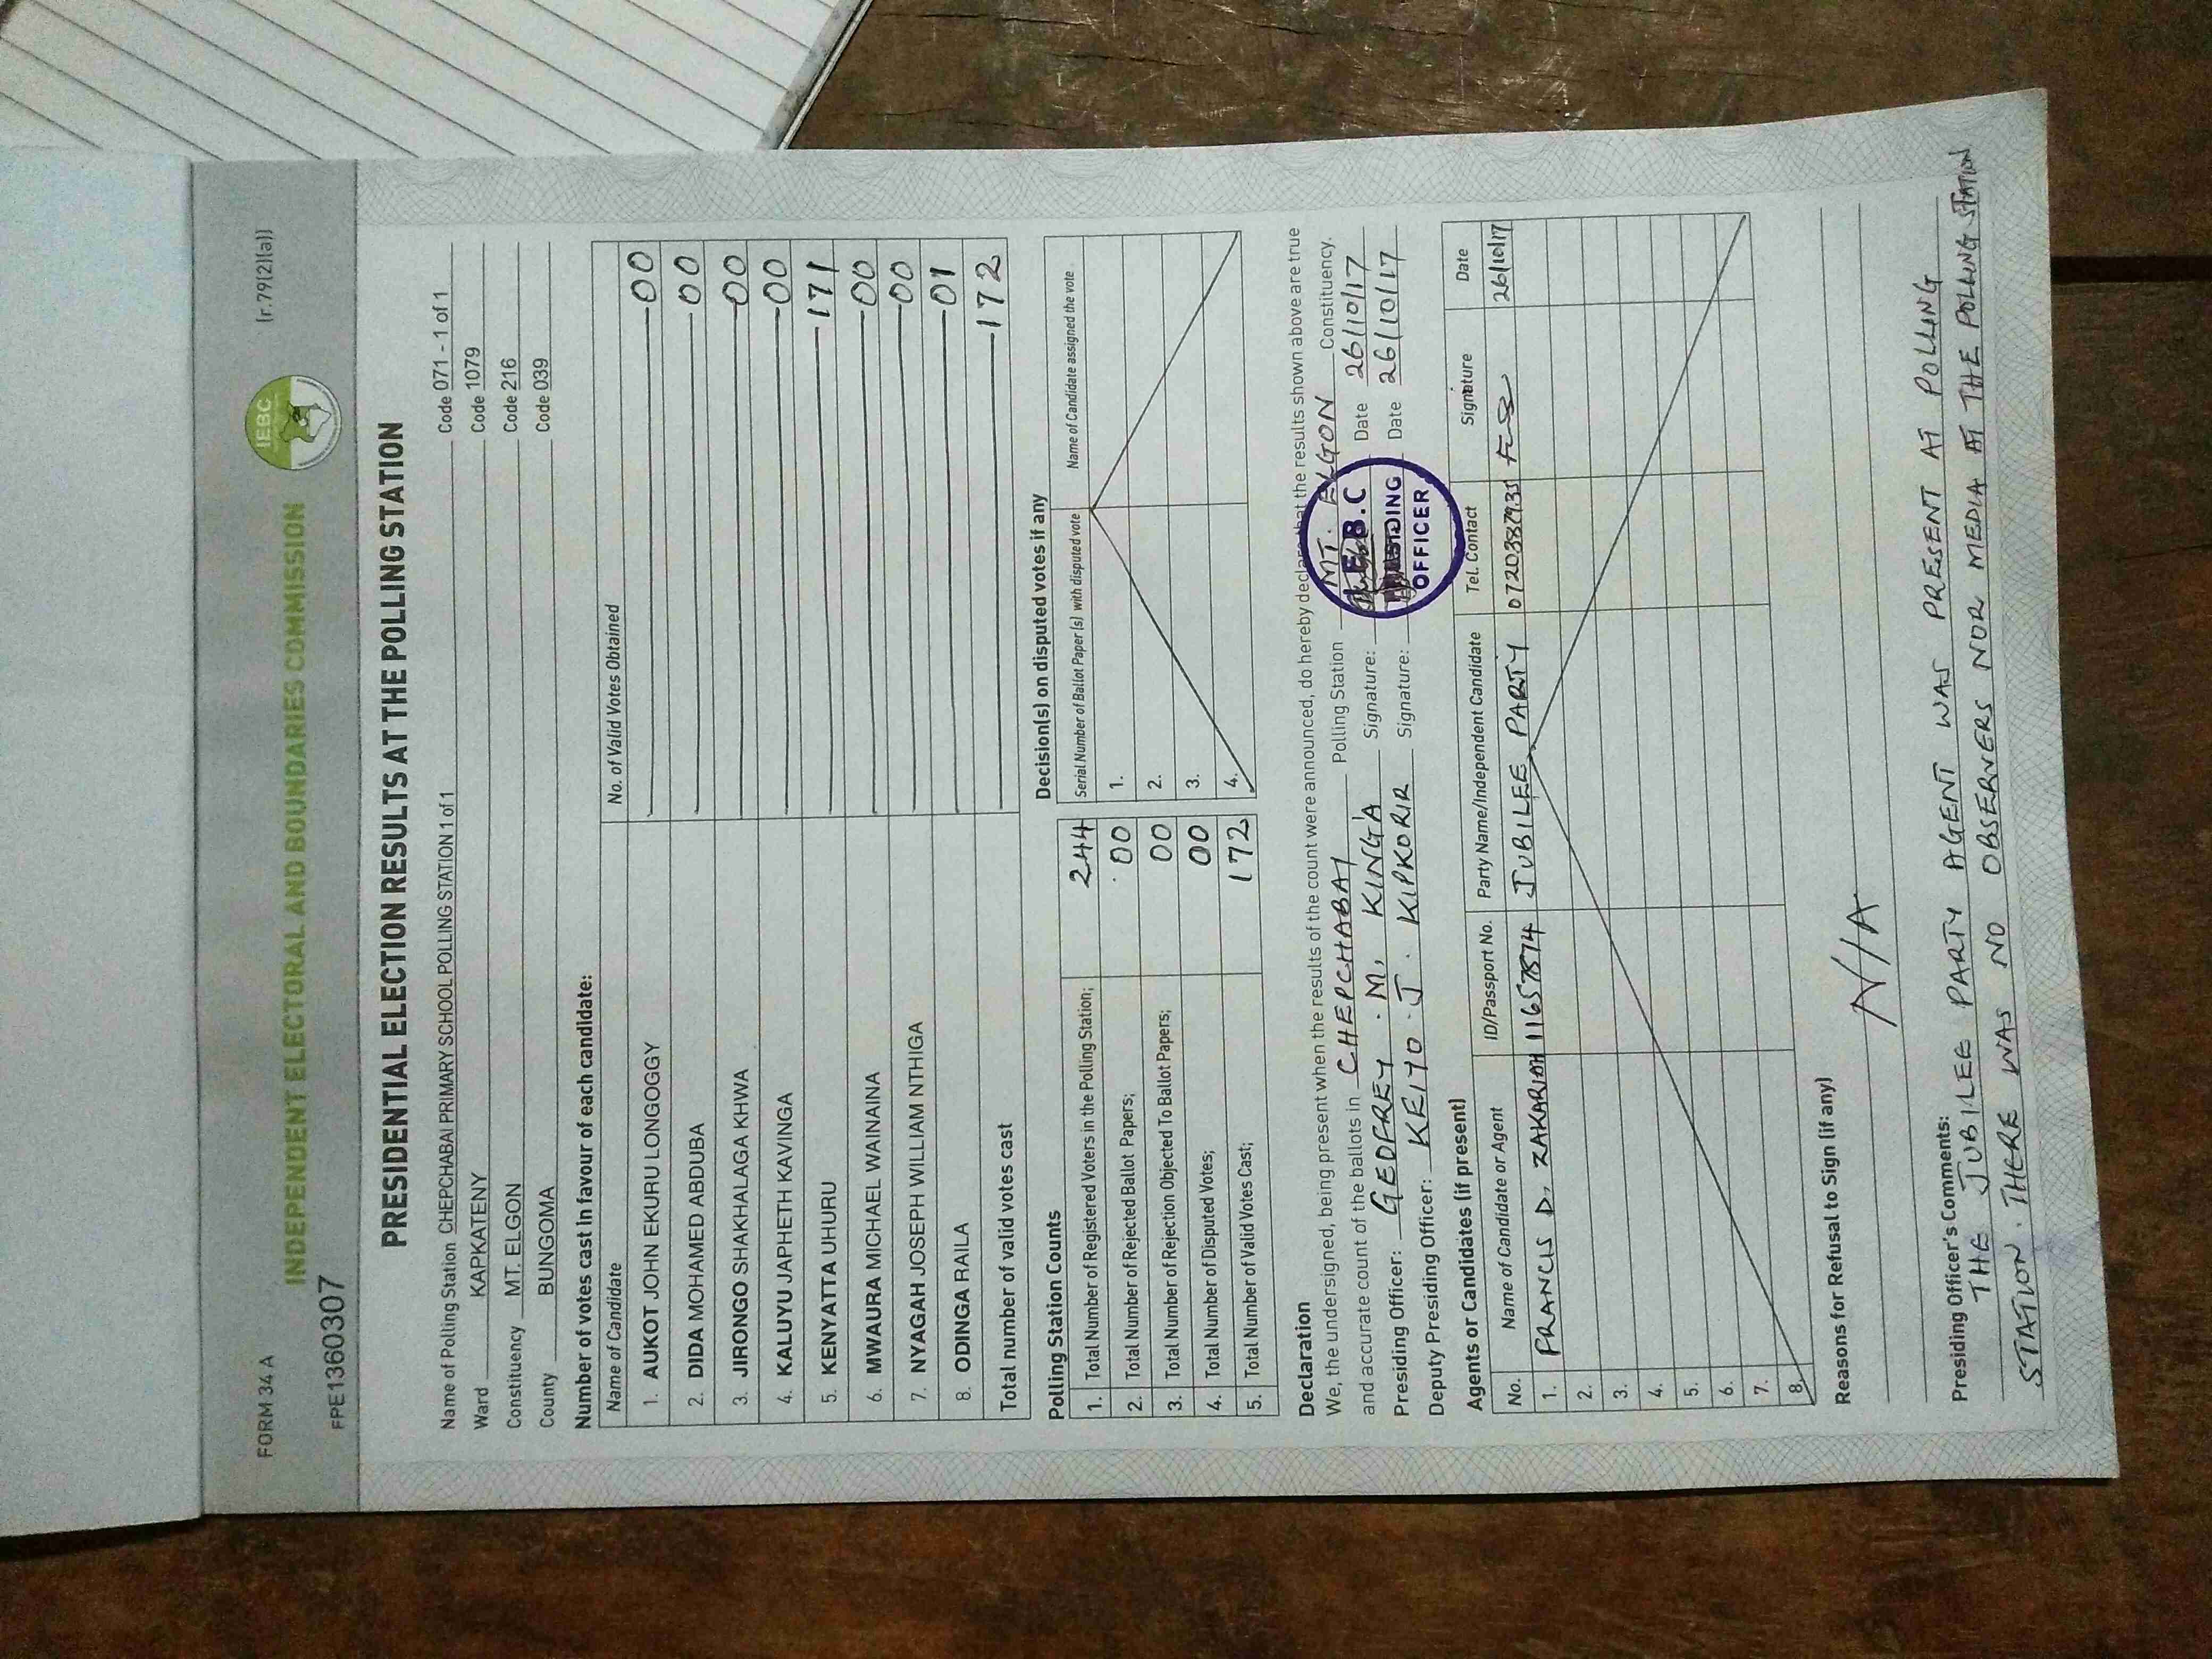 FORM 34 A
INDEPENDENT ELECTORAL AND BOUNDARIES COMMISSION
IEBC
(r.79(2)(a))
FPE1360307
PRESIDENTIAL ELECTION RESULTS AT THE POLLING STATION
Name of Polling Station CHEPCHABAI PRIMARY SCHOOL POLLING STATION 1 of 1 Code 071 - 1 of 1
Ward KAPKATENY Code 1079
Constituency MT. ELGON Code 216
County BUNGOMA Code 039
Number of votes cast in favour of each candidate:
Name of Candidate No. of Valid Votes Obtained
1. AUKOT JOHN EKURU LONGOGGY 00
2. DIDA MOHAMED ABDUBA 00
3. JIRONGO SHAKHALAGA KHWA 00
4. KALUYU JAPHETH KAVINGA 00
5. KENYATTA UHURU 171
6. MWAURA MICHAEL WAINAINA 00
7. NYAGAH JOSEPH WILLIAM NTHIGA 00
8. ODINGA RAILA 01
Total number of valid votes cast 172
Polling Station Counts
1. Total Number of Registered Voters in the Polling Station; 244
2. Total Number of Rejected Ballot Papers; 00
3. Total Number of Rejection Objected To Ballot Papers; 00
4. Total Number of Disputed Votes; 00
5. Total Number of Valid Votes Cast; 172
Decision(s) on disputed votes if any
Serial Number of Ballot Paper (s) with disputed vote Name of Candidate assigned the vote
1.
2.
3.
4.
Declaration
We, the undersigned, being present when the results of the count were announced, do hereby declare that the results shown above are true
and accurate count of the ballots in CHEPCHABAI Polling Station MT. ELGON Constituency.
Presiding Officer: GEDFREY . M. KINGA Signature: Date 26/10/17
Deputy Presiding Officer: KEITO . J . KIPKORIR Signature: Date 26/10/17
I.E.B.C
PRESIDING
OFFICER
Agents or Candidates (if present)
No. Name of Candidate or Agent ID/Passport No. Party Name/Independent Candidate Tel. Contact Signature Date
1. FRANCIS D. ZAKARIAH JUBILEE PARTY 26/10/17
2.
3.
4.
5.
6.
7.
8.
Reasons for Refusal to Sign (if any)
N/A
Presiding Officer's Comments:
THE JUBILEE PARTY AGENT WAS PRESENT AT POLLING
STATION. THERE WAS NO OBSERVERS NOR MEDIA AT THE POLLING STATION